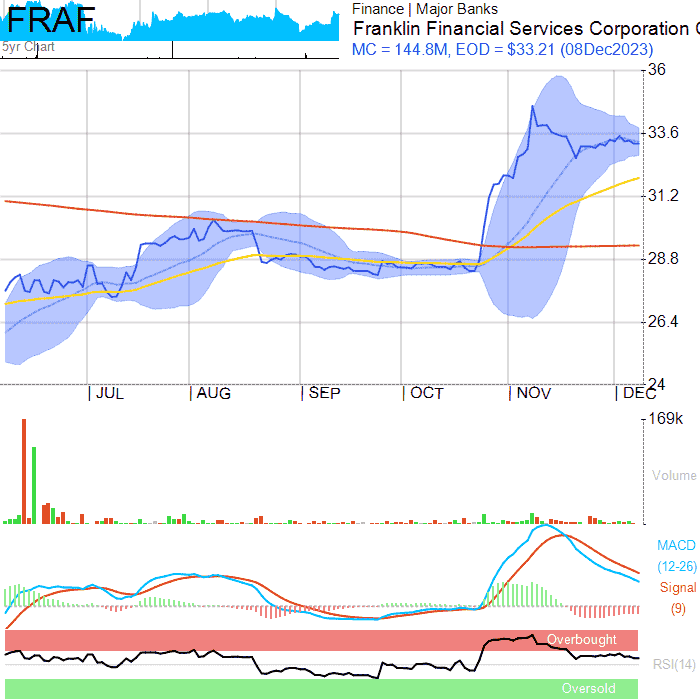 FRAF
5yr Chart
Finance | Major Banks
Franklin Financial Services Corporation
MC = 144.8M, EOD = $33.21 (08Dec2023)
36
33.6
31.2
28.8
26.4
24
JUL AUG SEP OCT NOV DEC
169k
Volume
MACD
(12-26)
Signal
(9)
Overbought
RSI(14)
Oversold